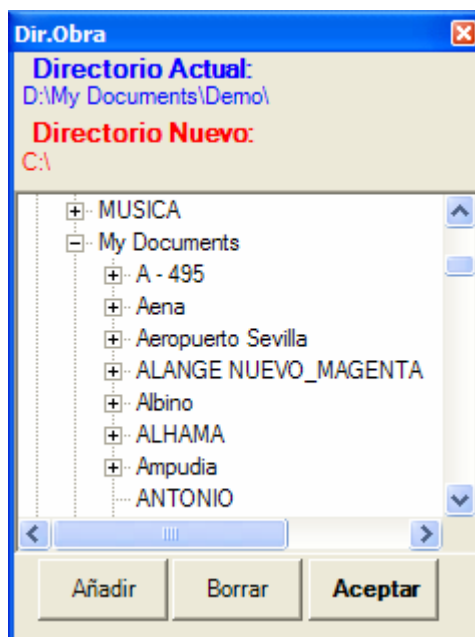 Dir.Obra
Directorio Actual:
D:\My Documents\Demo\
Directorio Nuevo:
C:\
MUSICA
My Documents
A - 495
Aena
Aeropuerto Sevilla
ALANGE NUEVO_MAGENTA
Albino
ALHAMA
Ampudia
ANTONIO
Añadir Borrar Aceptar